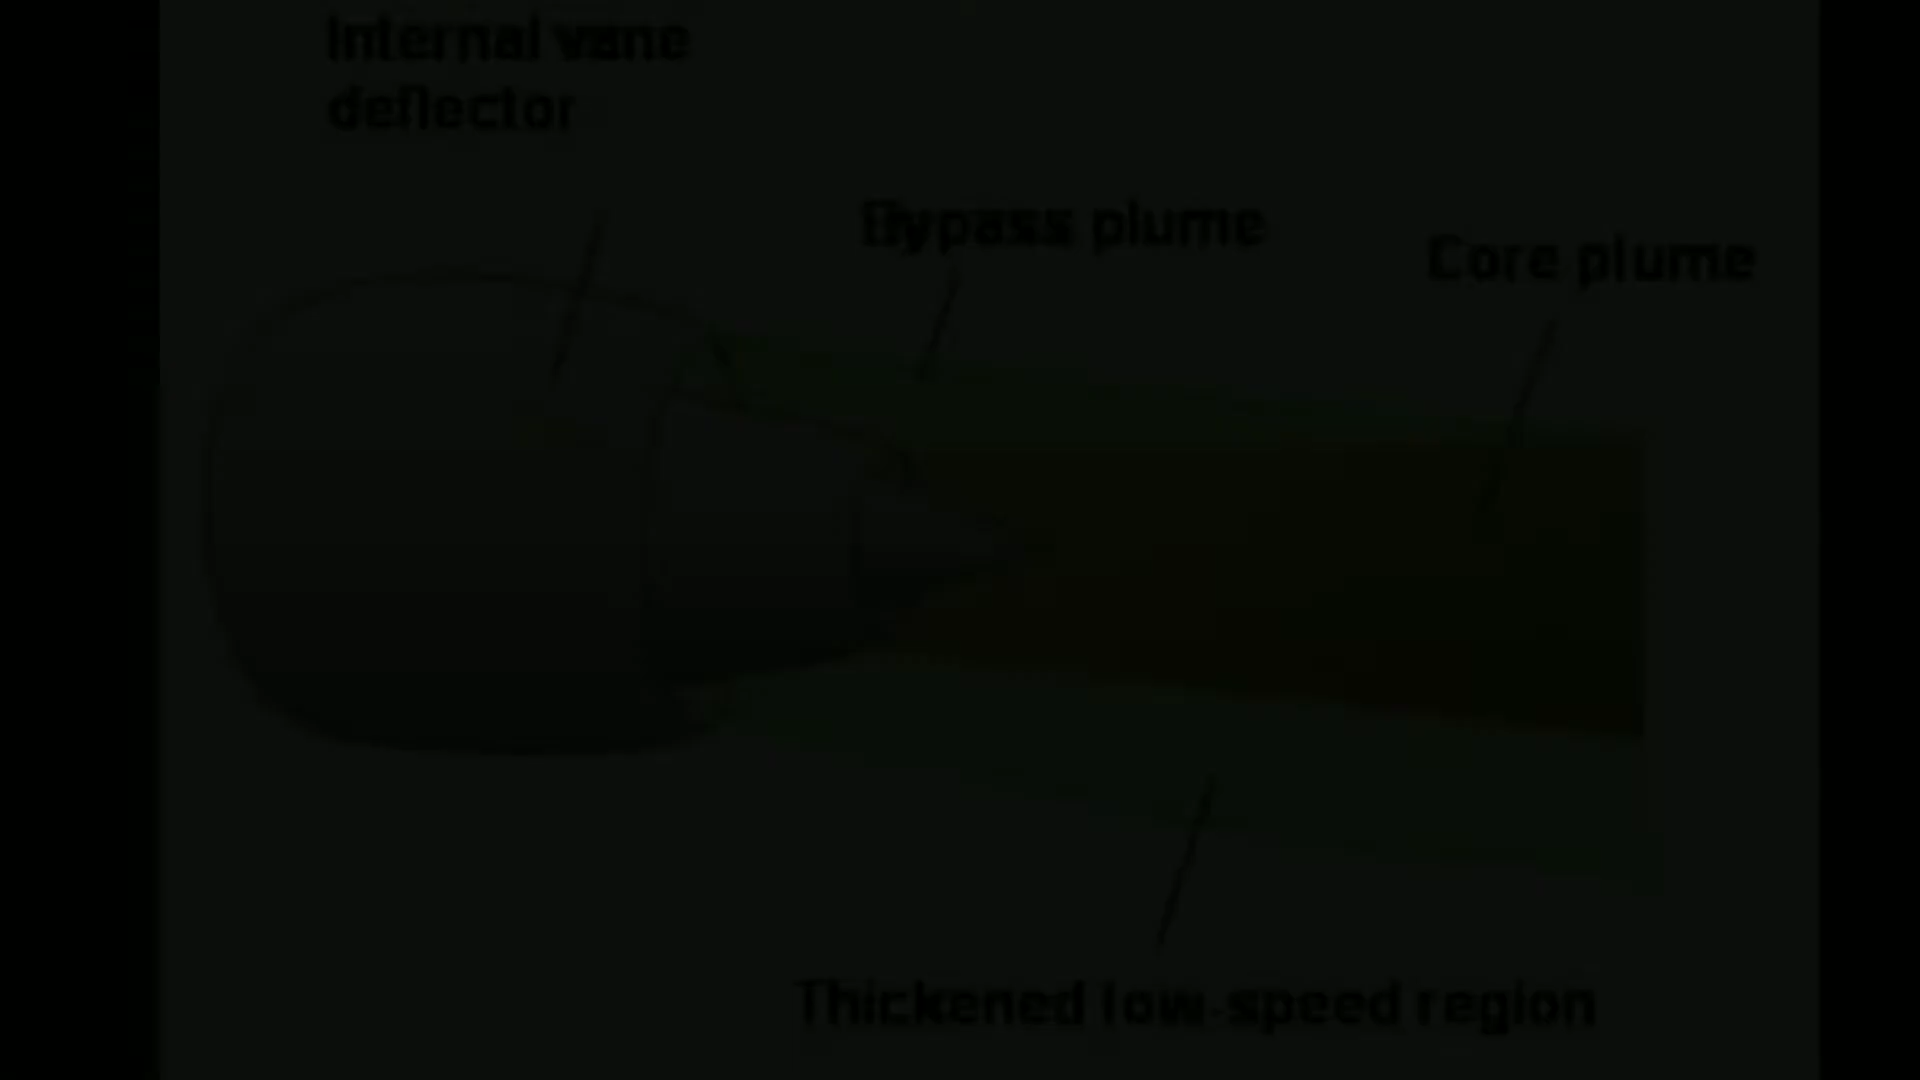 Internal vane
deflector
Bypass plume
Core plume
Thickened low-speed region